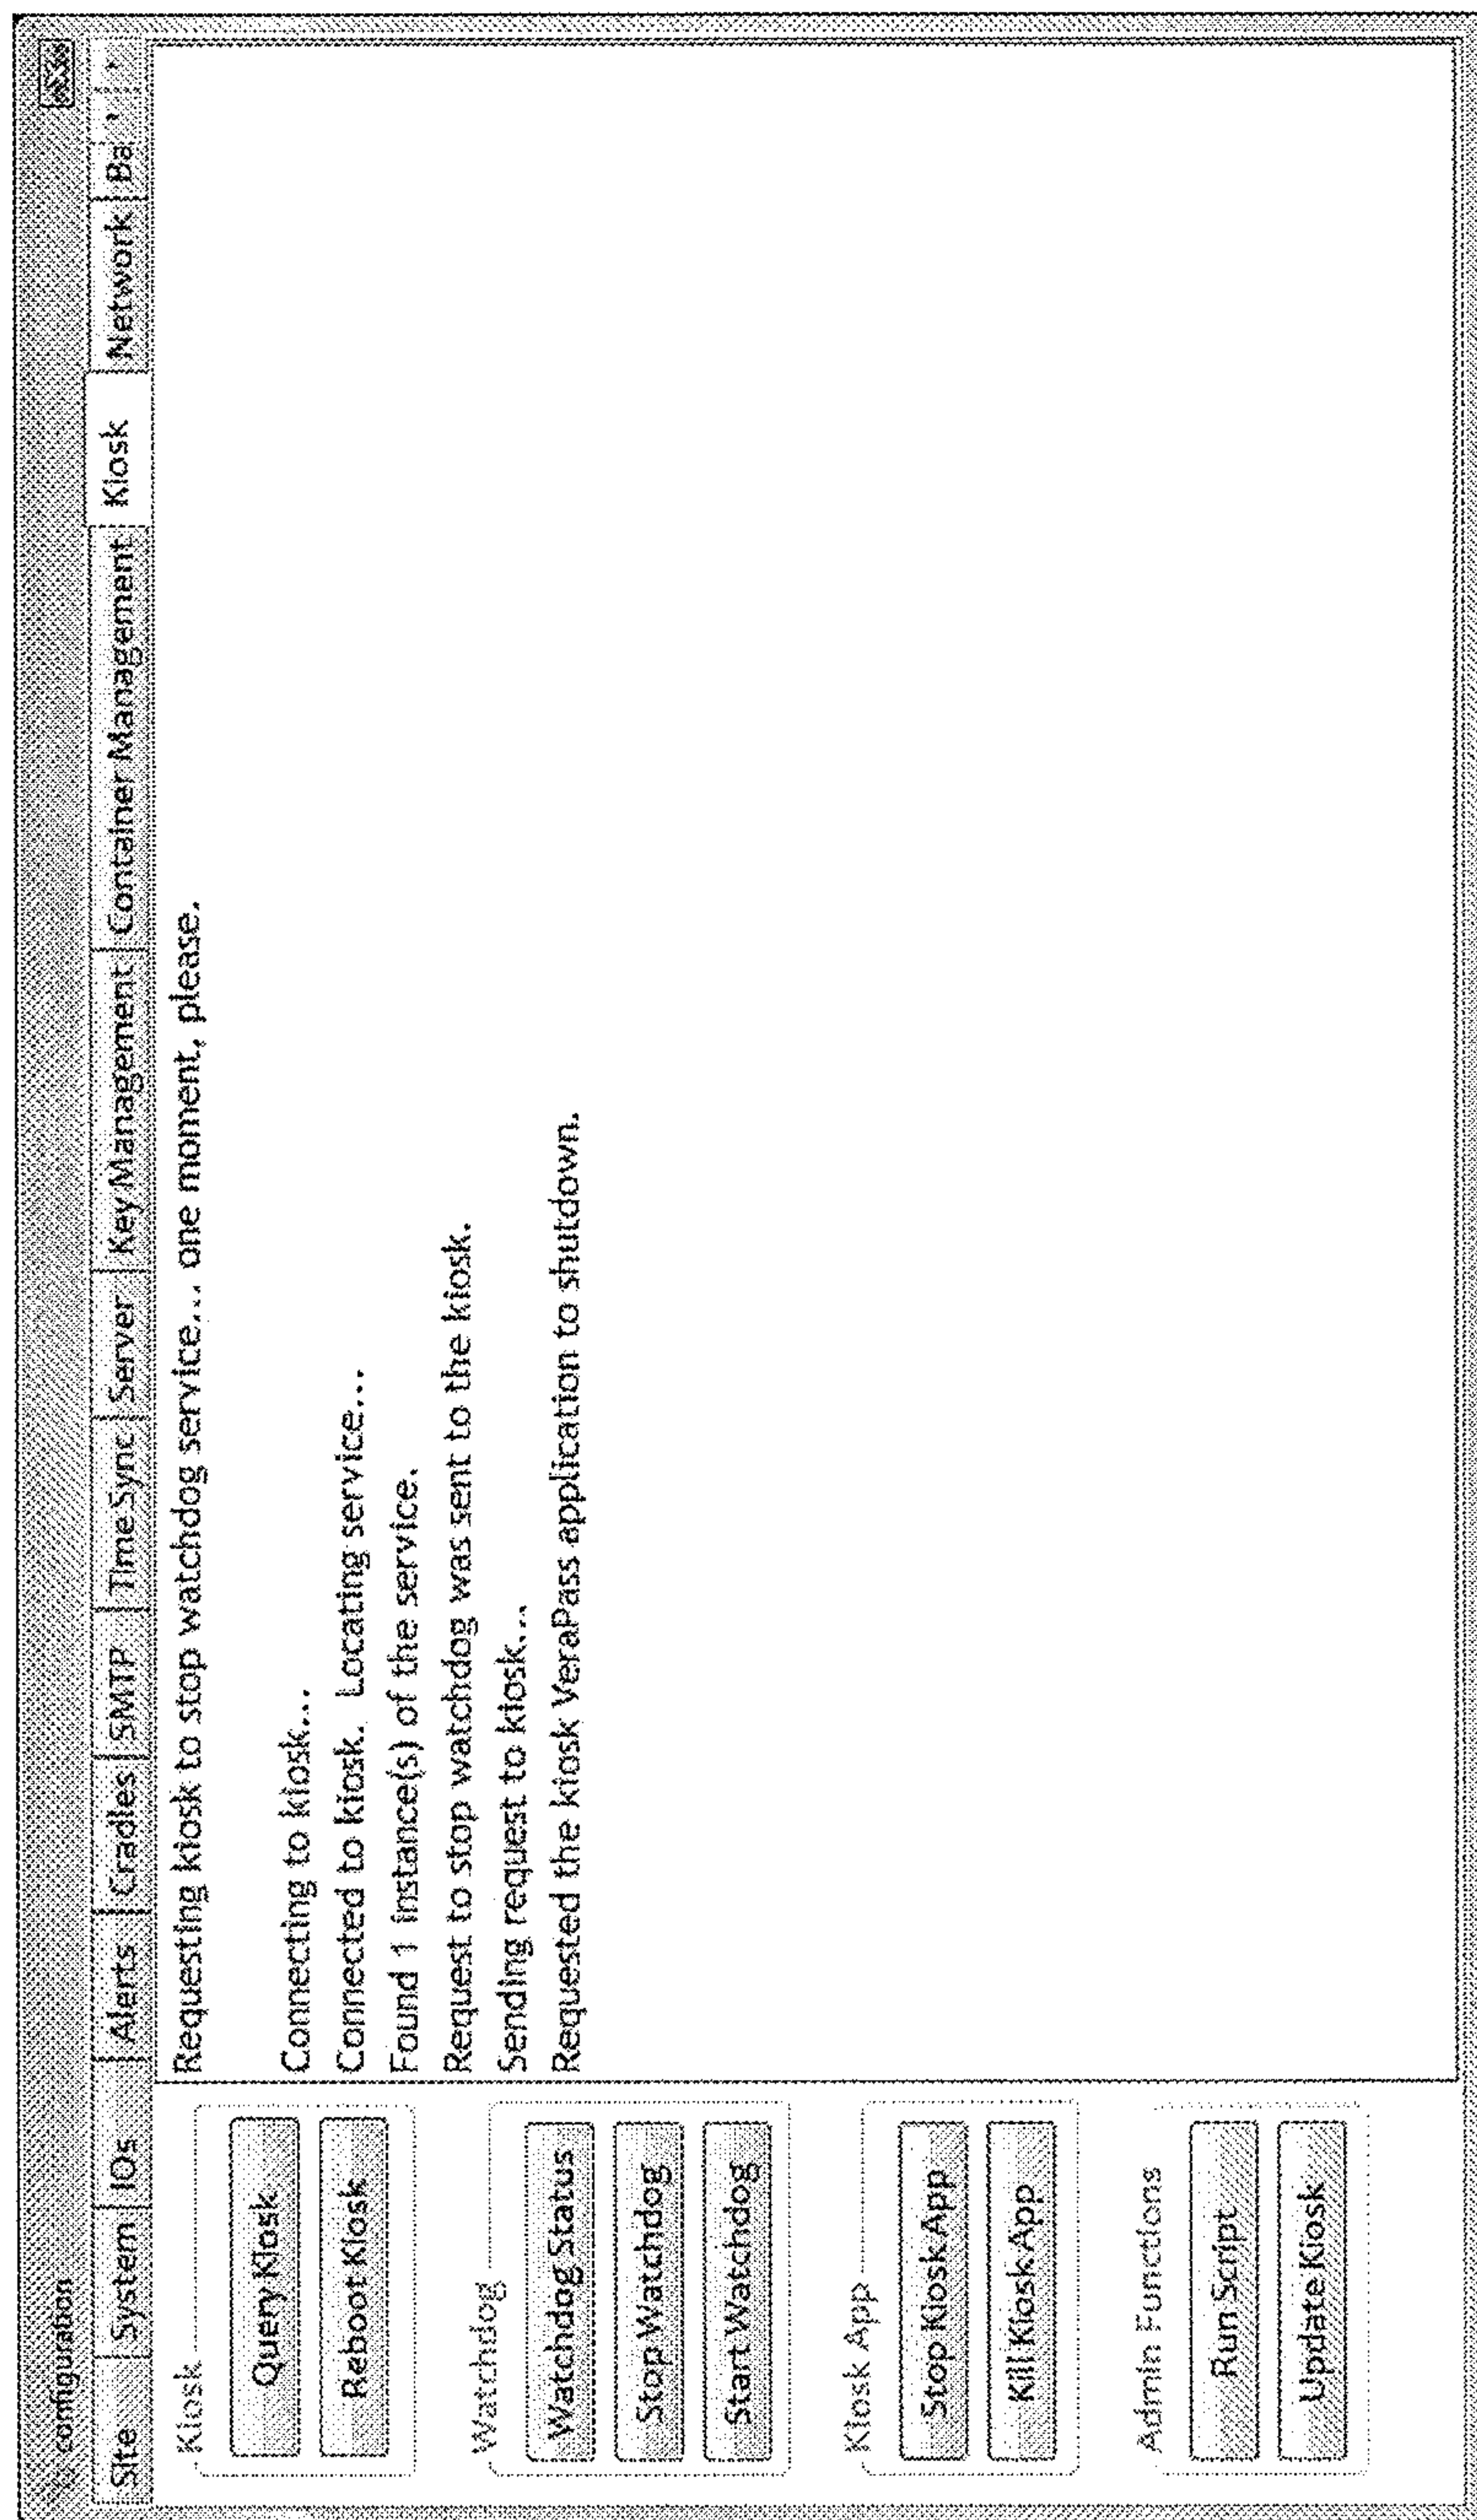 configuration
Site System IOs Alerts Cradles SMTP Time Sync Server Key Management Container Management Kiosk Network Ba
Kiosk
Query Kiosk
Reboot Kiosk
Watchdog
Watchdog Status
Stop Watchdog
Start Watchdog
Kiosk App
Stop Kiosk App
Kill Kiosk App
Admin Functions
Run Script
Update Kiosk
Requesting kiosk to stop watchdog service... one moment, please.
Connecting to kiosk...
Connected to kiosk. Locating service...
Found 1 instance(s) of the service.
Request to stop watchdog was sent to the kiosk.
Sending request to kiosk...
Requested the kiosk VeraPass application to shutdown.